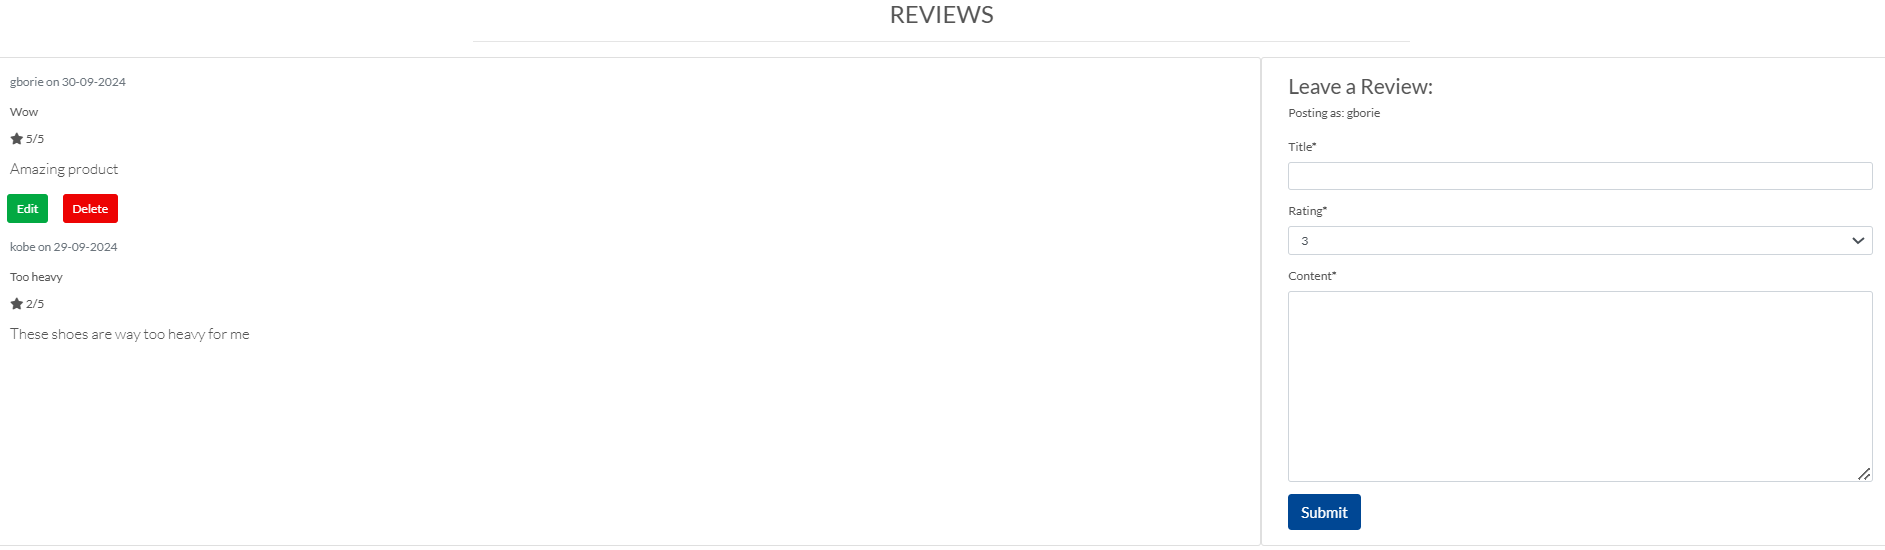 REVIEWS
gborie on 30-09-2024
Wow
5/5
Amazing product
Edit
Delete
kobe on 29-09-2024
Too heavy
2/5
These shoes are way too heavy for me
Leave a Review:
Posting as: gborie
Title*
Rating*
3
Content*
Submit